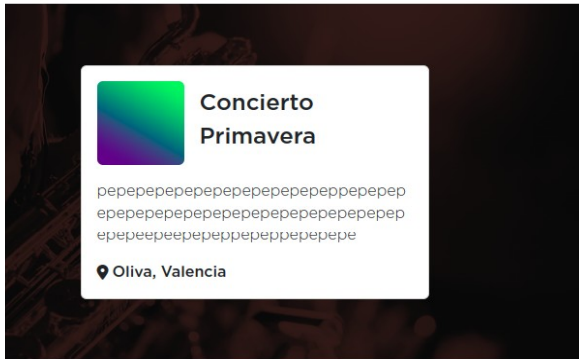 Concierto
Primavera
pepepepepepepepepepepepeppepepep
epepepepepepepepepepepepepepepep
epepeepeepepeppepeppepepepe
Oliva, Valencia